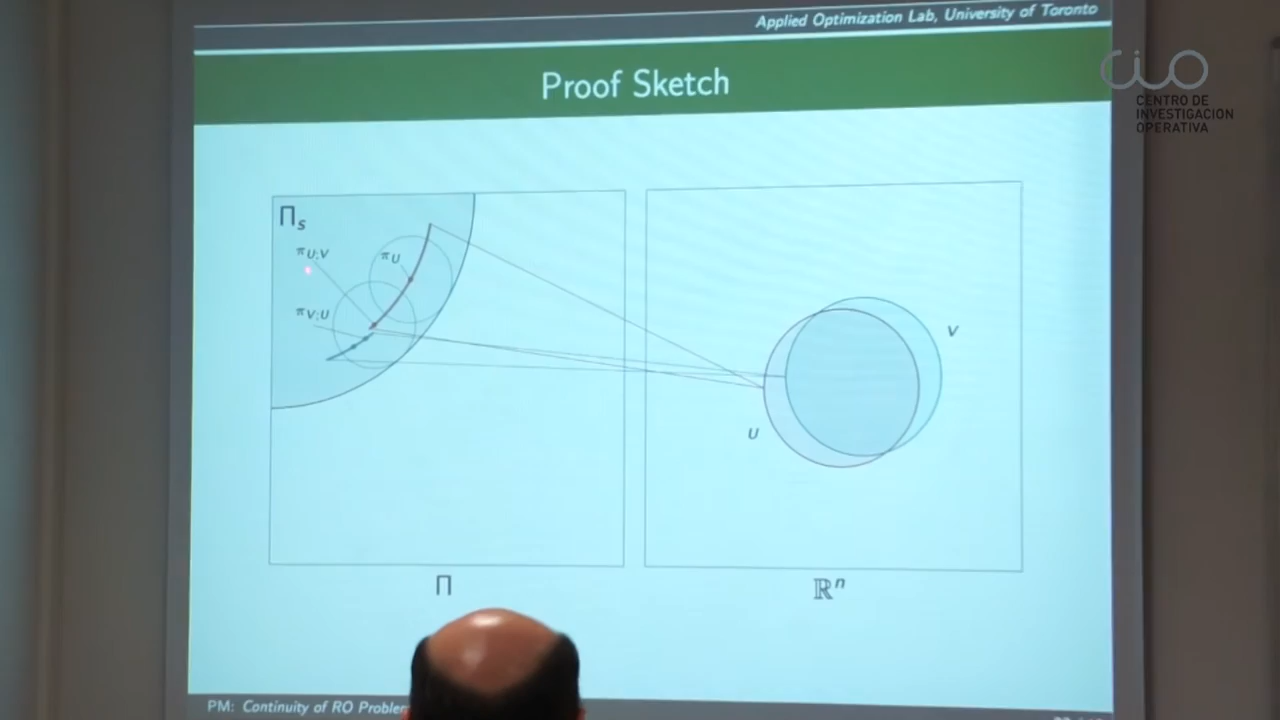 Applied Optimization Lab, University of Toronto
Proof Sketch
CIO
CENTRO DE
INVESTIGACION
OPERATIVA
Πs
πU;V
πU
πV;U
V
U
Π
ℝn
PM: Continuity of RO